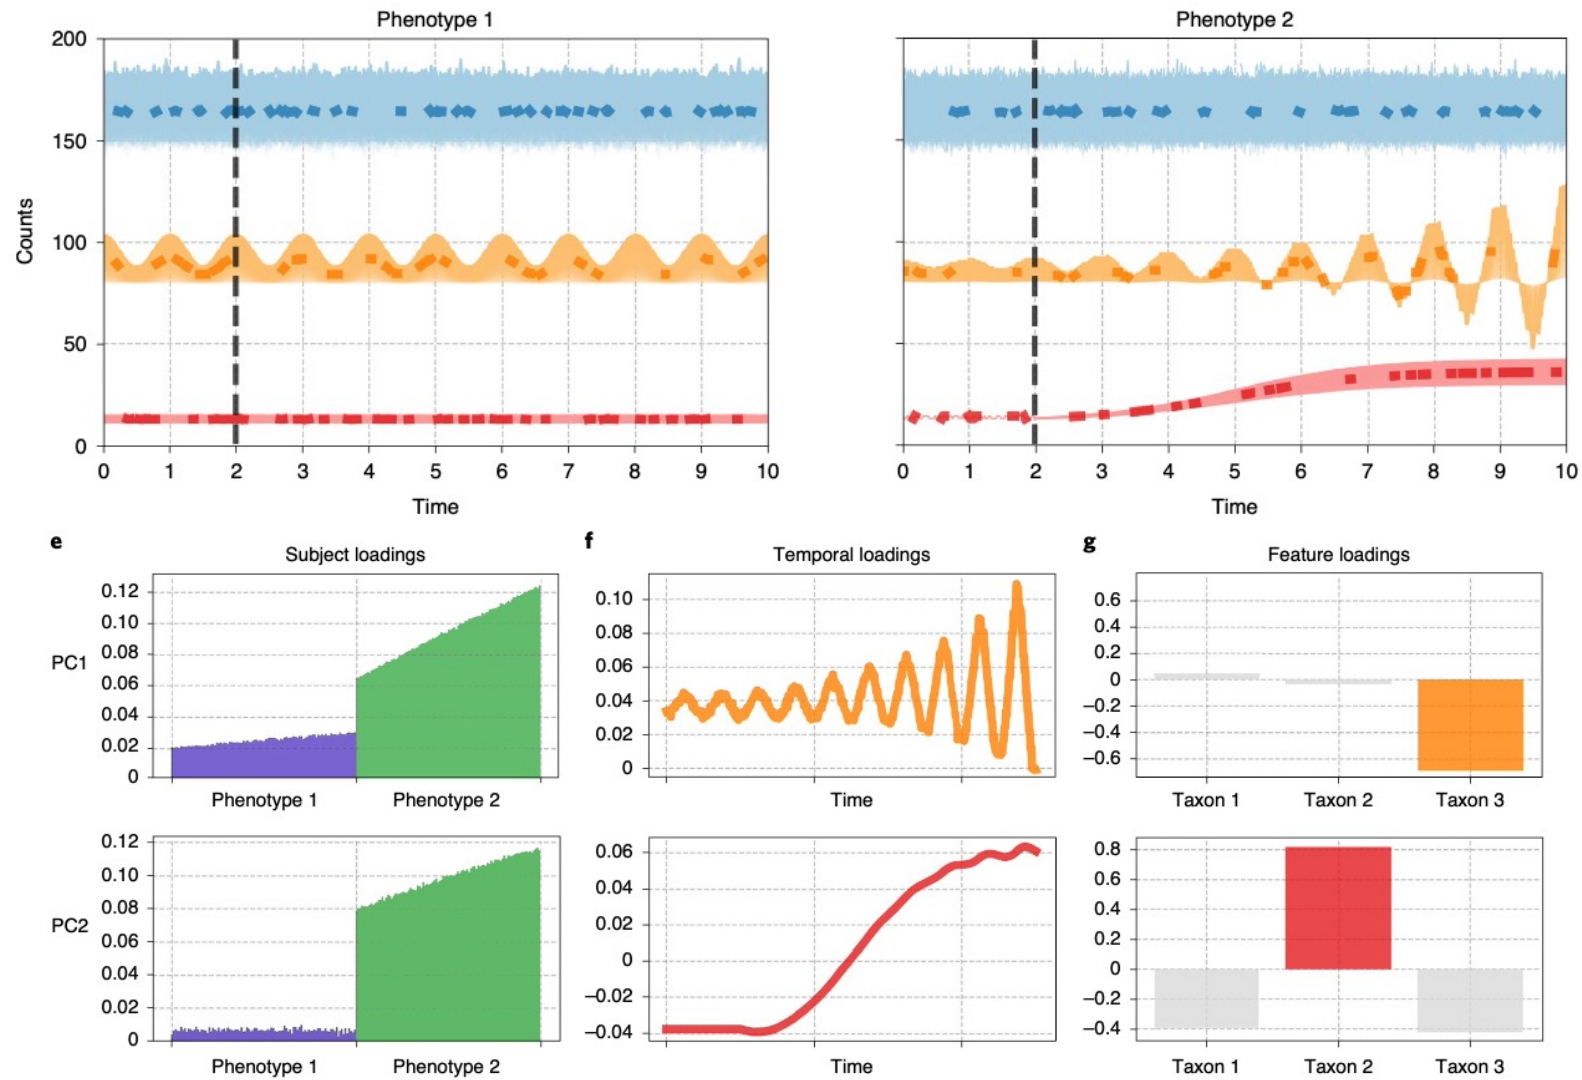 Phenotype 1
Phenotype 2
200
150
100
50
0
Counts
0 1 2 3 4 5 6 7 8 9 10
Time
0 1 2 3 4 5 6 7 8 9 10
Time
e
Subject loadings
f
Temporal loadings
g
Feature loadings
PC1
0.12
0.10
0.08
0.06
0.04
0.02
0
Phenotype 1 Phenotype 2
0.10
0.08
0.06
0.04
0.02
0
Time
0.6
0.4
0.2
0
−0.2
−0.4
−0.6
Taxon 1 Taxon 2 Taxon 3
PC2
0.12
0.10
0.08
0.06
0.04
0.02
0
Phenotype 1 Phenotype 2
0.06
0.04
0.02
0
−0.02
−0.04
Time
0.8
0.6
0.4
0.2
0
−0.2
−0.4
Taxon 1 Taxon 2 Taxon 3